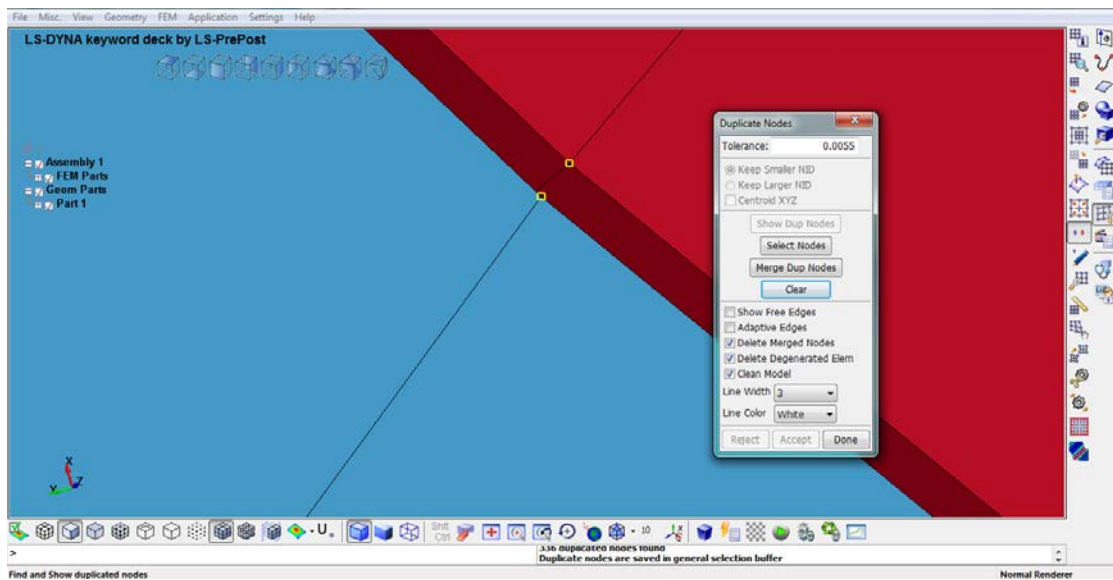 File Misc. View Geometry FEM Application Settings Help
LS-DYNA keyword deck by LS-PrePost
Assembly 1
FEM Parts
Geom Parts
Part 1
Duplicate Nodes
Tolerance: 0.0055
Keep Smaller NID
Keep Larger NID
Centroid XYZ
Show Dup Nodes
Select Nodes
Merge Dup Nodes
Clear
Show Free Edges
Adaptive Edges
Delete Merged Nodes
Delete Degenerated Elem
Clean Model
Line Width 3
Line Color White
Reject Accept Done
X
Y Z
Shft
Ctrl
10
>
336 duplicated nodes found
Duplicate nodes are saved in general selection buffer
Find and Show duplicated nodes
Normal Renderer